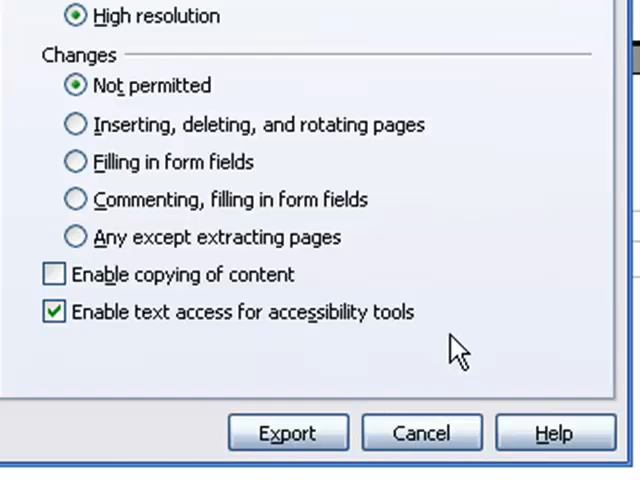 High resolution
Changes
Not permitted
Inserting, deleting, and rotating pages
Filling in form fields
Commenting, filling in form fields
Any except extracting pages
Enable copying of content
Enable text access for accessibility tools
Export Cancel Help